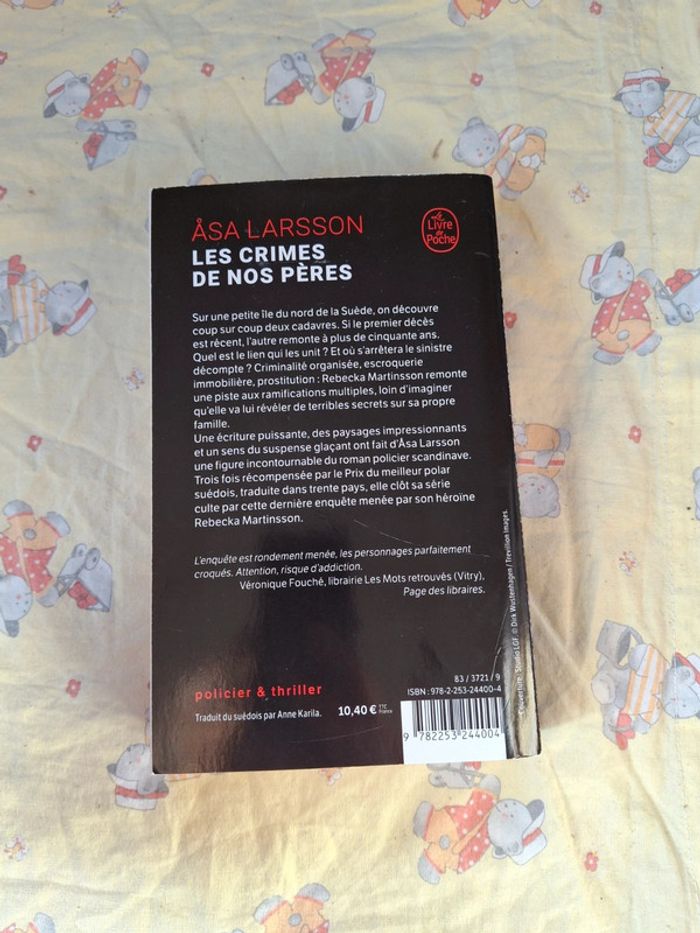 ÅSA LARSSON
LES CRIMES
DE NOS PÈRES
Le
Livre
de
Poche
Sur une petite île du nord de la Suède, on découvre
coup sur coup deux cadavres. Si le premier décès
est récent, l'autre remonte à plus de cinquante ans.
Quel est le lien qui les unit ? Et où s'arrêtera le sinistre
décompte ? Criminalité organisée, escroquerie
immobilière, prostitution : Rebecka Martinsson remonte
une piste aux ramifications multiples, loin d'imaginer
qu'elle va lui révéler de terribles secrets sur sa propre
famille.
Une écriture puissante, des paysages impressionnants
et un sens du suspense glaçant ont fait d'Åsa Larsson
une figure incontournable du roman policier scandinave.
Trois fois récompensée par le Prix du meilleur polar
suédois, traduite dans trente pays, elle clôt sa série
culte par cette dernière enquête menée par son héroïne
Rebecka Martinsson.
L'enquête est rondement menée, les personnages parfaitement
croqués. Attention, risque d'addiction.
Véronique Fouché, librairie Les Mots retrouvés (Vitry),
Page des libraires.
policier & thriller
Traduit du suédois par Anne Karila.
10,40 € TTC
France
83 / 3721 / 9
ISBN : 978-2-253-24400-4
9 782253 244004
Couverture : Studio LGF. © Dirk Wustenhagen / Trevillion Images.